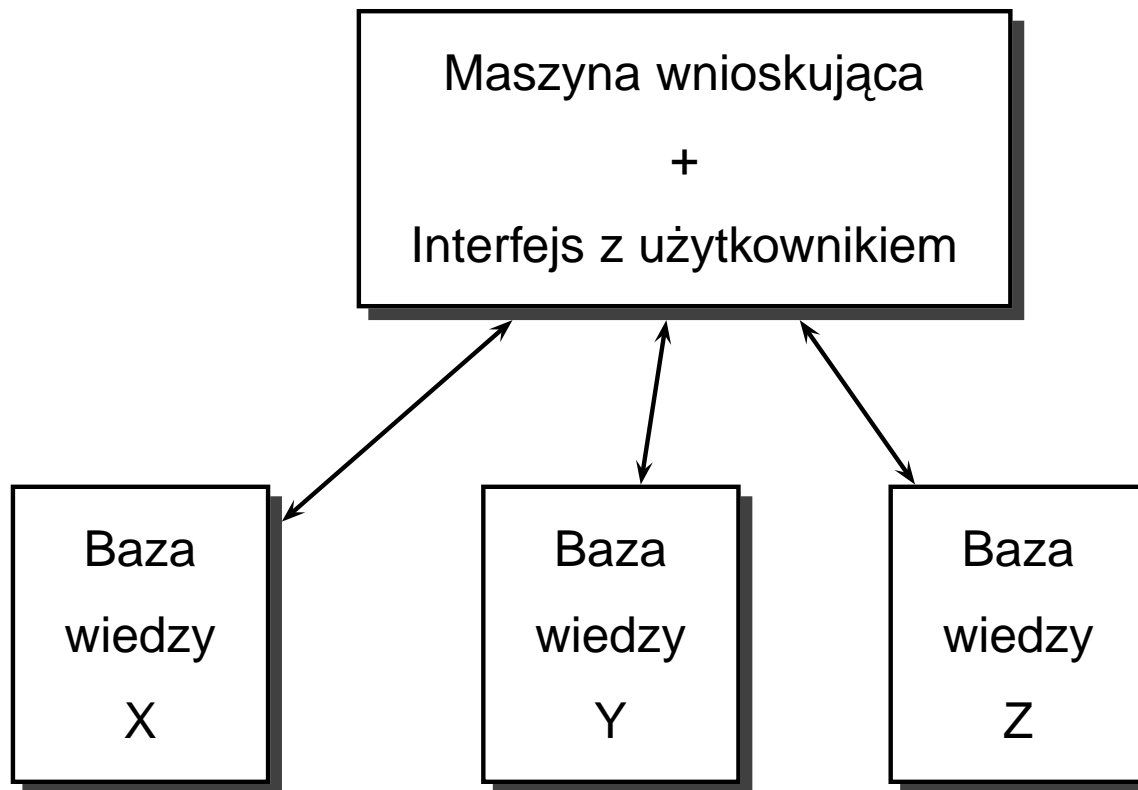 Maszyna wnioskująca
+
Interfejs z użytkownikiem
Baza
wiedzy
X
Baza
wiedzy
Y
Baza
wiedzy
Z